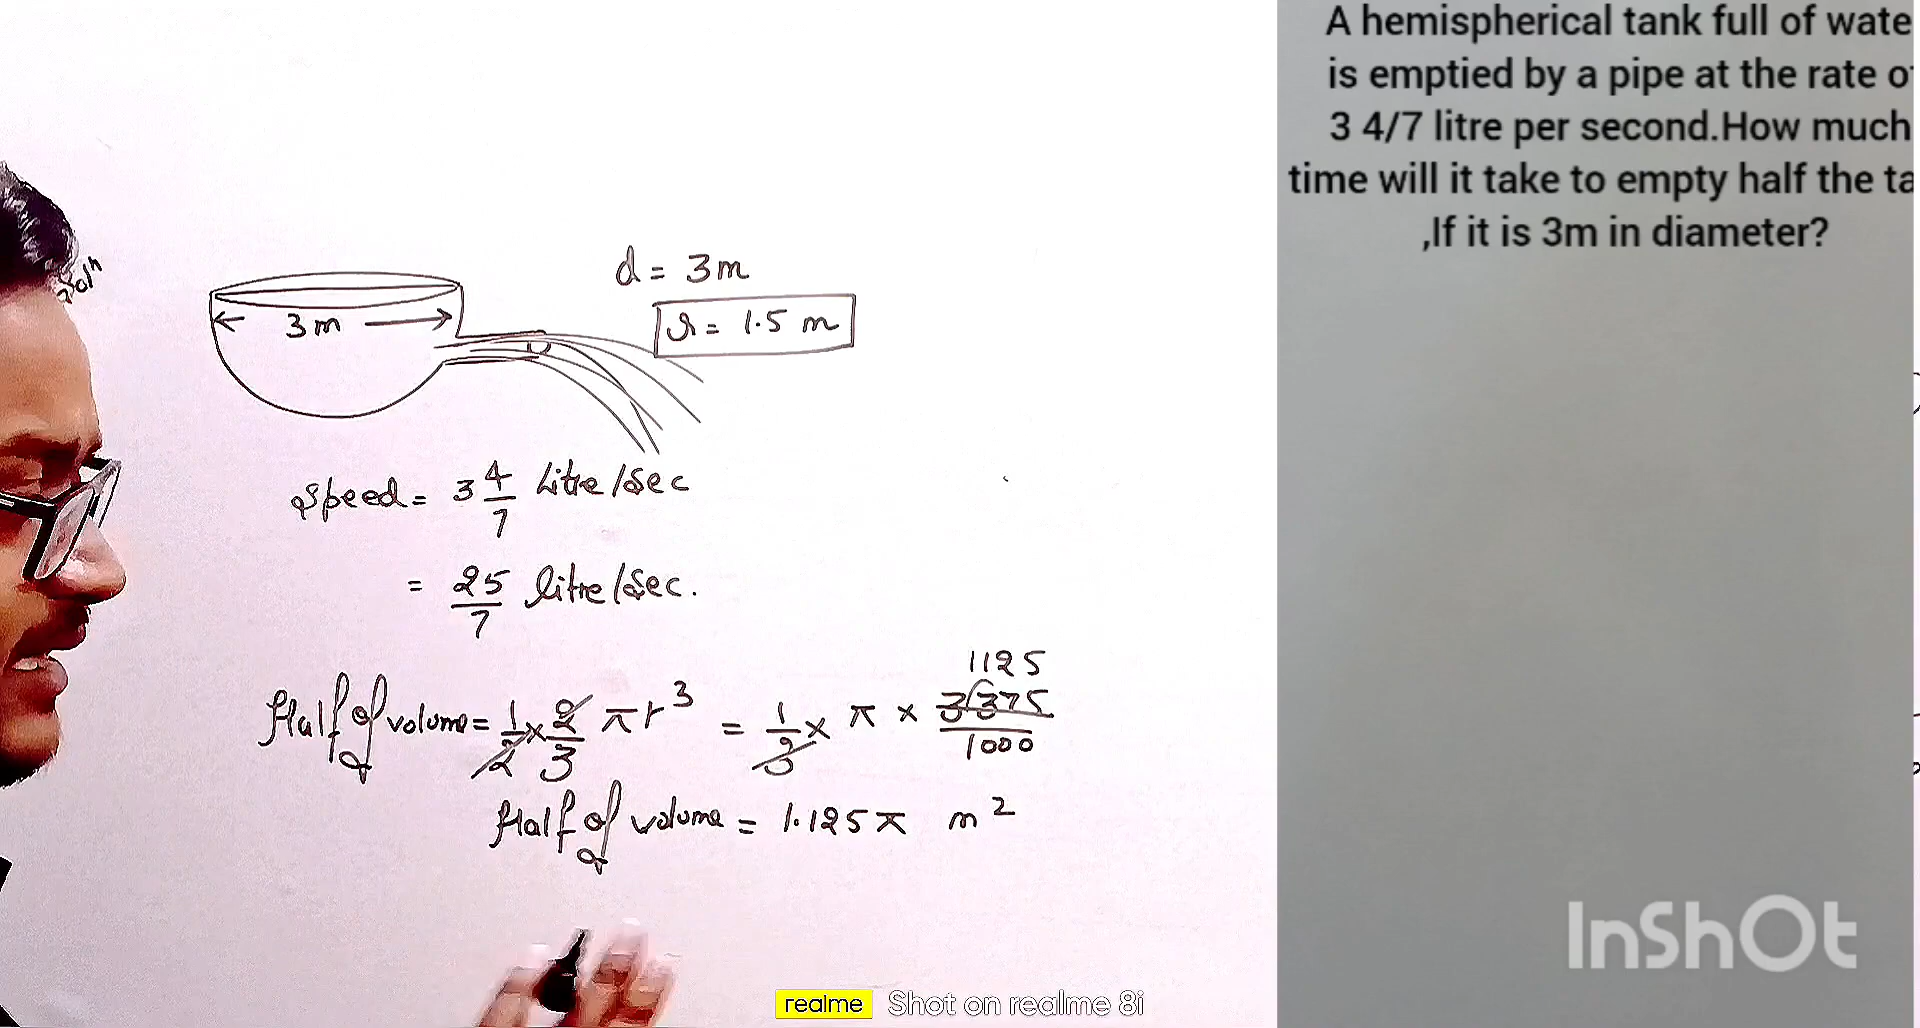 A hemispherical tank full of wate
is emptied by a pipe at the rate o
3 4/7 litre per second.How much
time will it take to empty half the ta
,If it is 3m in diameter?
Soln
d = 3m
r = 1.5 m
3m
Speed = 3 4/7 Litre/Sec
= 25/7 litre/Sec.
Half of volume = 1/2 × 2/3 πr³ = 1/3 × π × 3375/1000
1125
Half of volume = 1.125π m²
InShOt
realme Shot on realme 8i